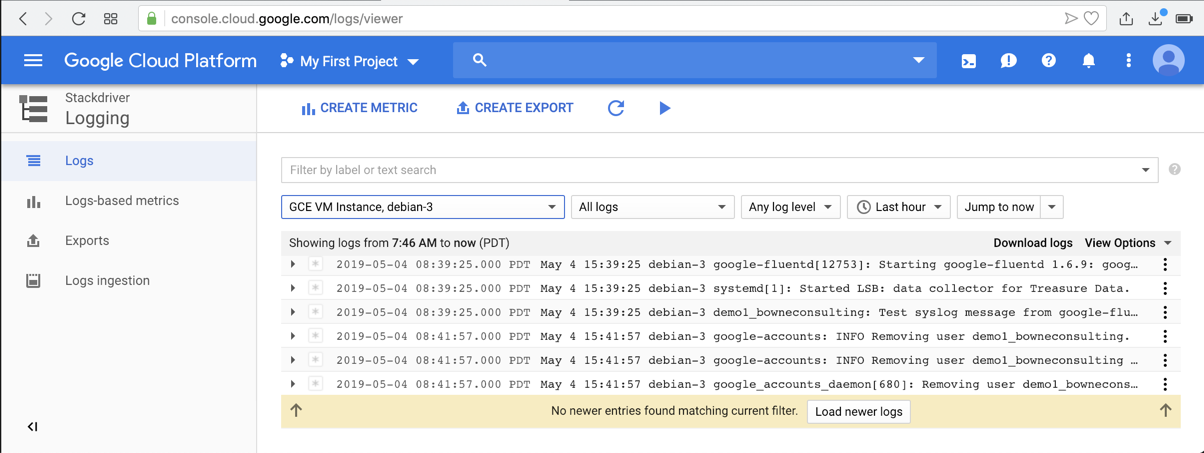 console.cloud.google.com/logs/viewer
Google Cloud Platform My First Project
Stackdriver
Logging
CREATE METRIC CREATE EXPORT
Logs
Logs-based metrics
Exports
Logs ingestion
Filter by label or text search
GCE VM Instance, debian-3 All logs Any log level Last hour Jump to now
Showing logs from 7:46 AM to now (PDT) Download logs View Options
2019-05-04 08:39:25.000 PDT May 4 15:39:25 debian-3 google-fluentd[12753]: Starting google-fluentd 1.6.9: goog…
2019-05-04 08:39:25.000 PDT May 4 15:39:25 debian-3 systemd[1]: Started LSB: data collector for Treasure Data.
2019-05-04 08:39:25.000 PDT May 4 15:39:25 debian-3 demo1_bowneconsulting: Test syslog message from google-flu…
2019-05-04 08:41:57.000 PDT May 4 15:41:57 debian-3 google-accounts: INFO Removing user demo1_bowneconsulting.
2019-05-04 08:41:57.000 PDT May 4 15:41:57 debian-3 google-accounts: INFO Removing user demo1_bowneconsulting …
2019-05-04 08:41:57.000 PDT May 4 15:41:57 debian-3 google_accounts_daemon[680]: Removing user demo1_bownecons…
No newer entries found matching current filter. Load newer logs